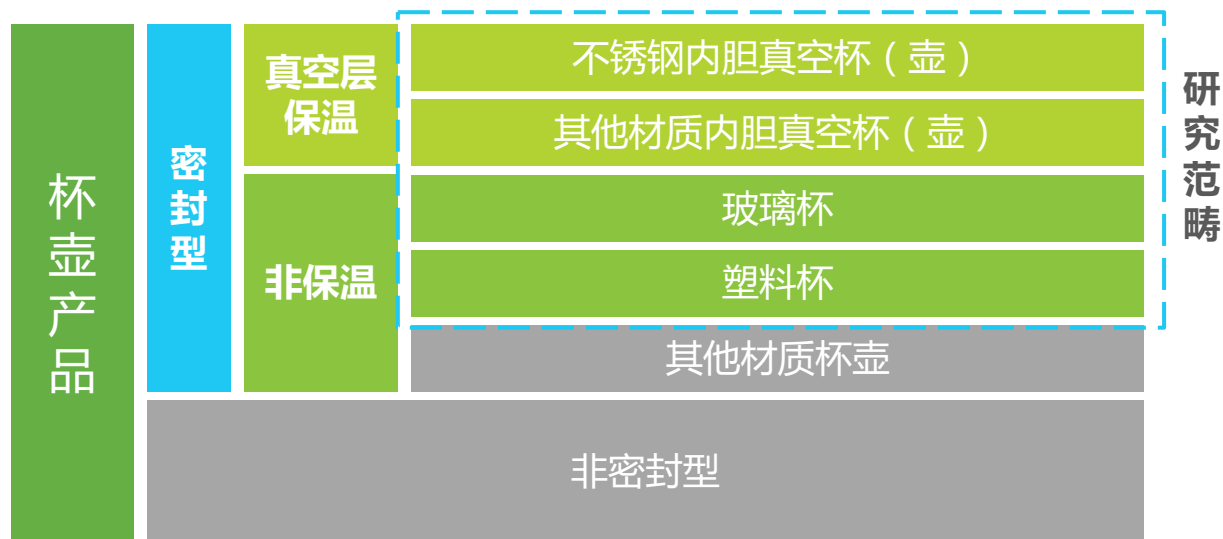 杯壶产品
密封型
真空层
保温
不锈钢内胆真空杯（壶）
其他材质内胆真空杯（壶）
非保温
玻璃杯
塑料杯
其他材质杯壶
非密封型
研究范畴